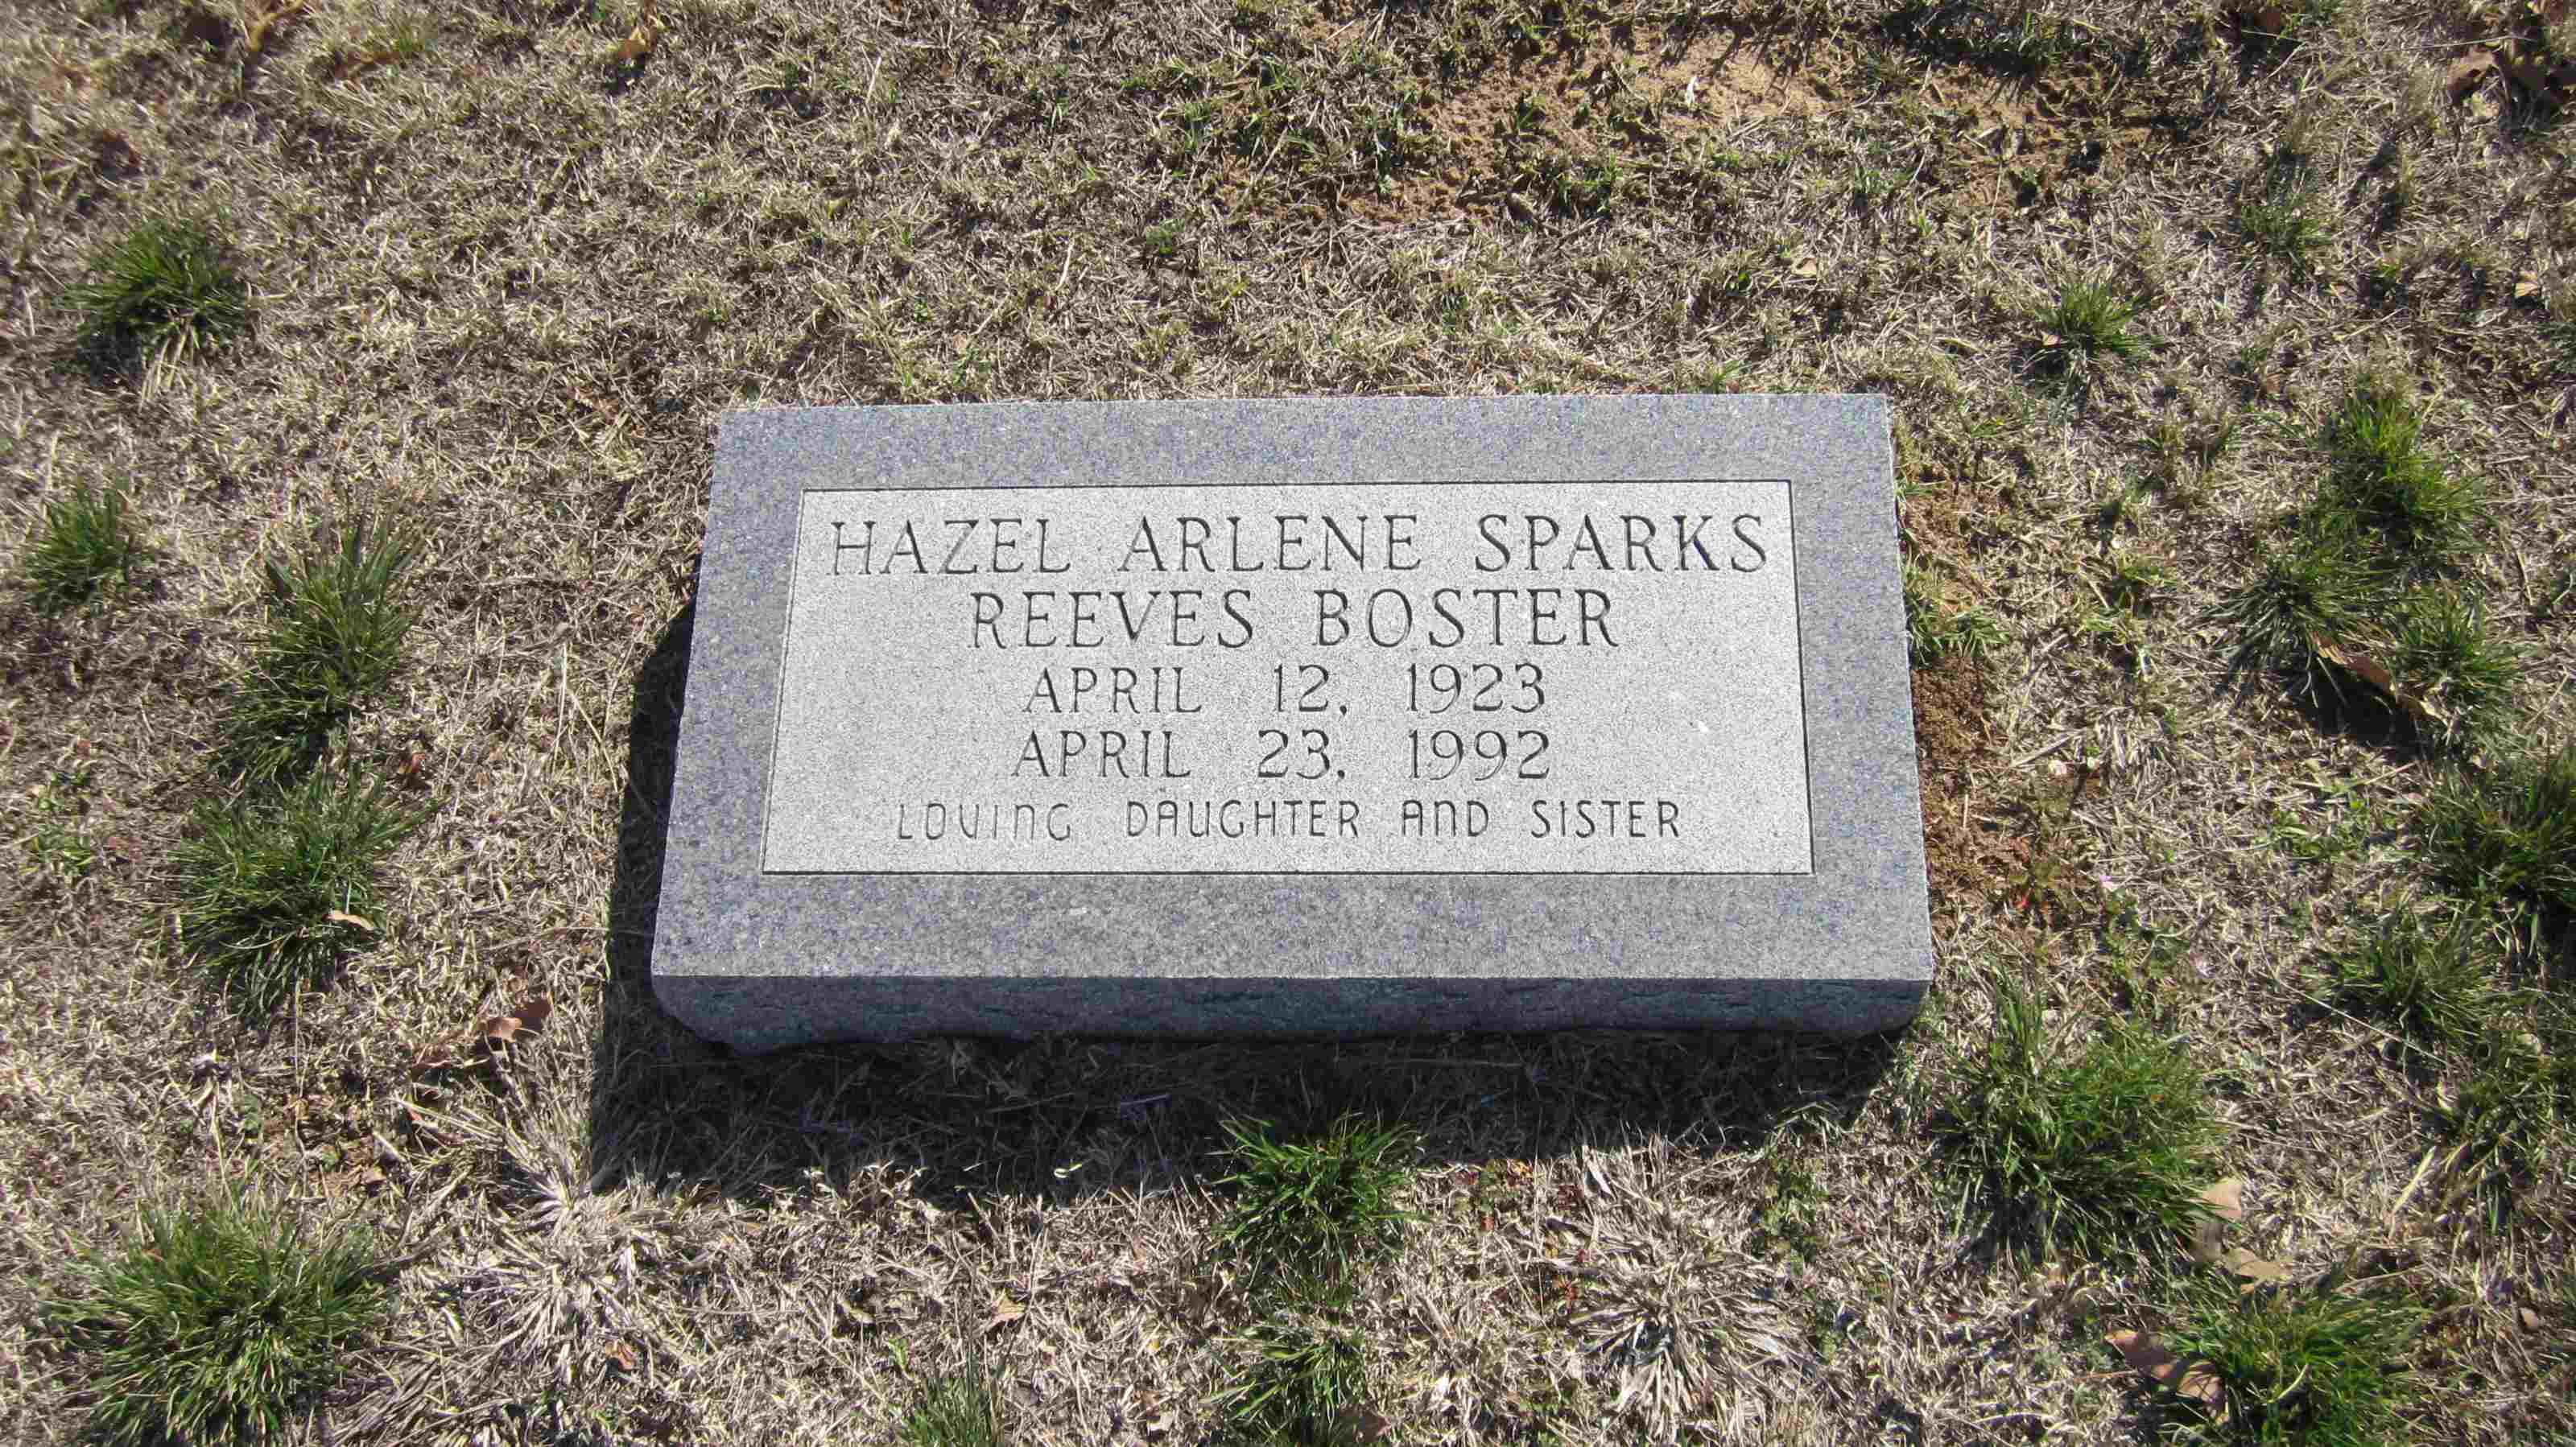 HAZEL ARLENE SPARKS
REEVES BOSTER
APRIL 12, 1923
APRIL 23, 1992
LOVING DAUGHTER AND SISTER